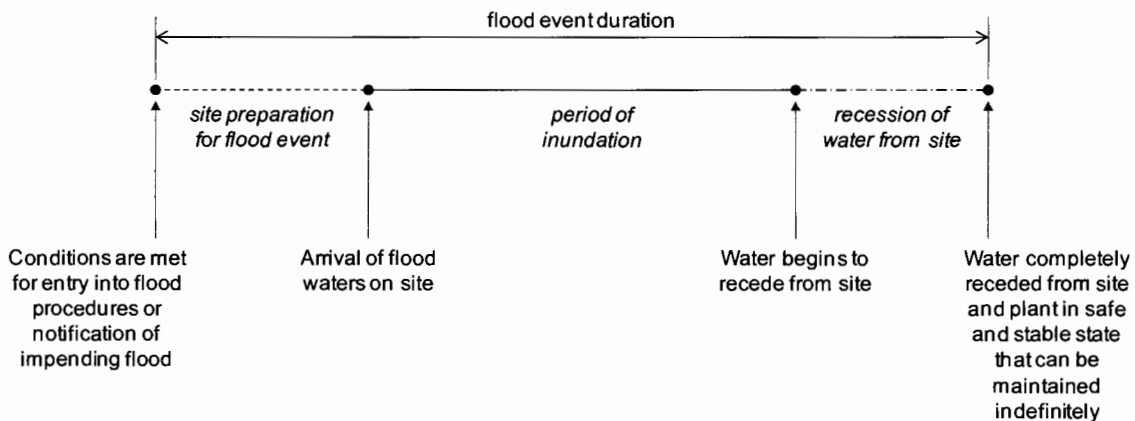 flood event duration
site preparation
for flood event
period of
inundation
recession of
water from site
Conditions are met
for entry into flood
procedures or
notification of
impending flood
Arrival of flood
waters on site
Water begins to
recede from site
Water completely
receded from site
and plant in safe
and stable state
that can be
maintained
indefinitely